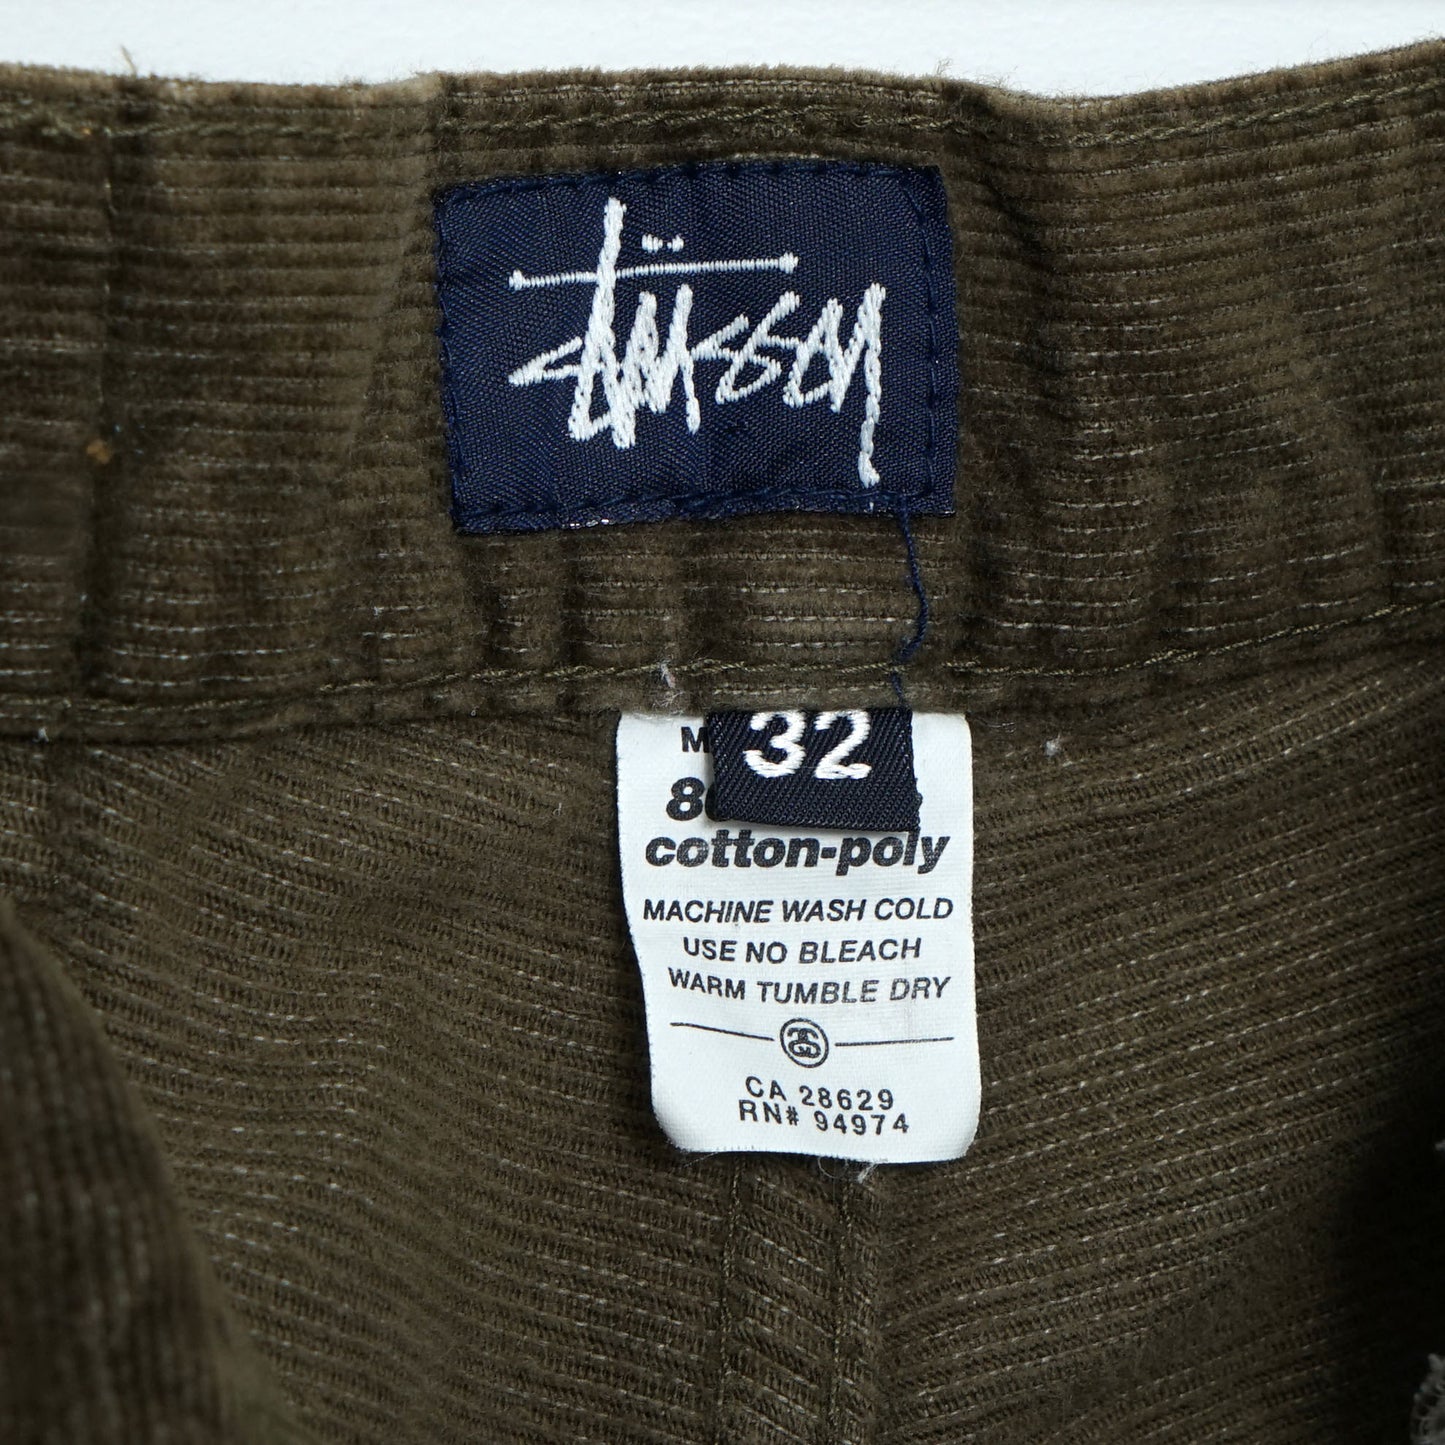 stüssy
32
cotton-poly
MACHINE WASH COLD
USE NO BLEACH
WARM TUMBLE DRY
CA 28629
RN# 94974